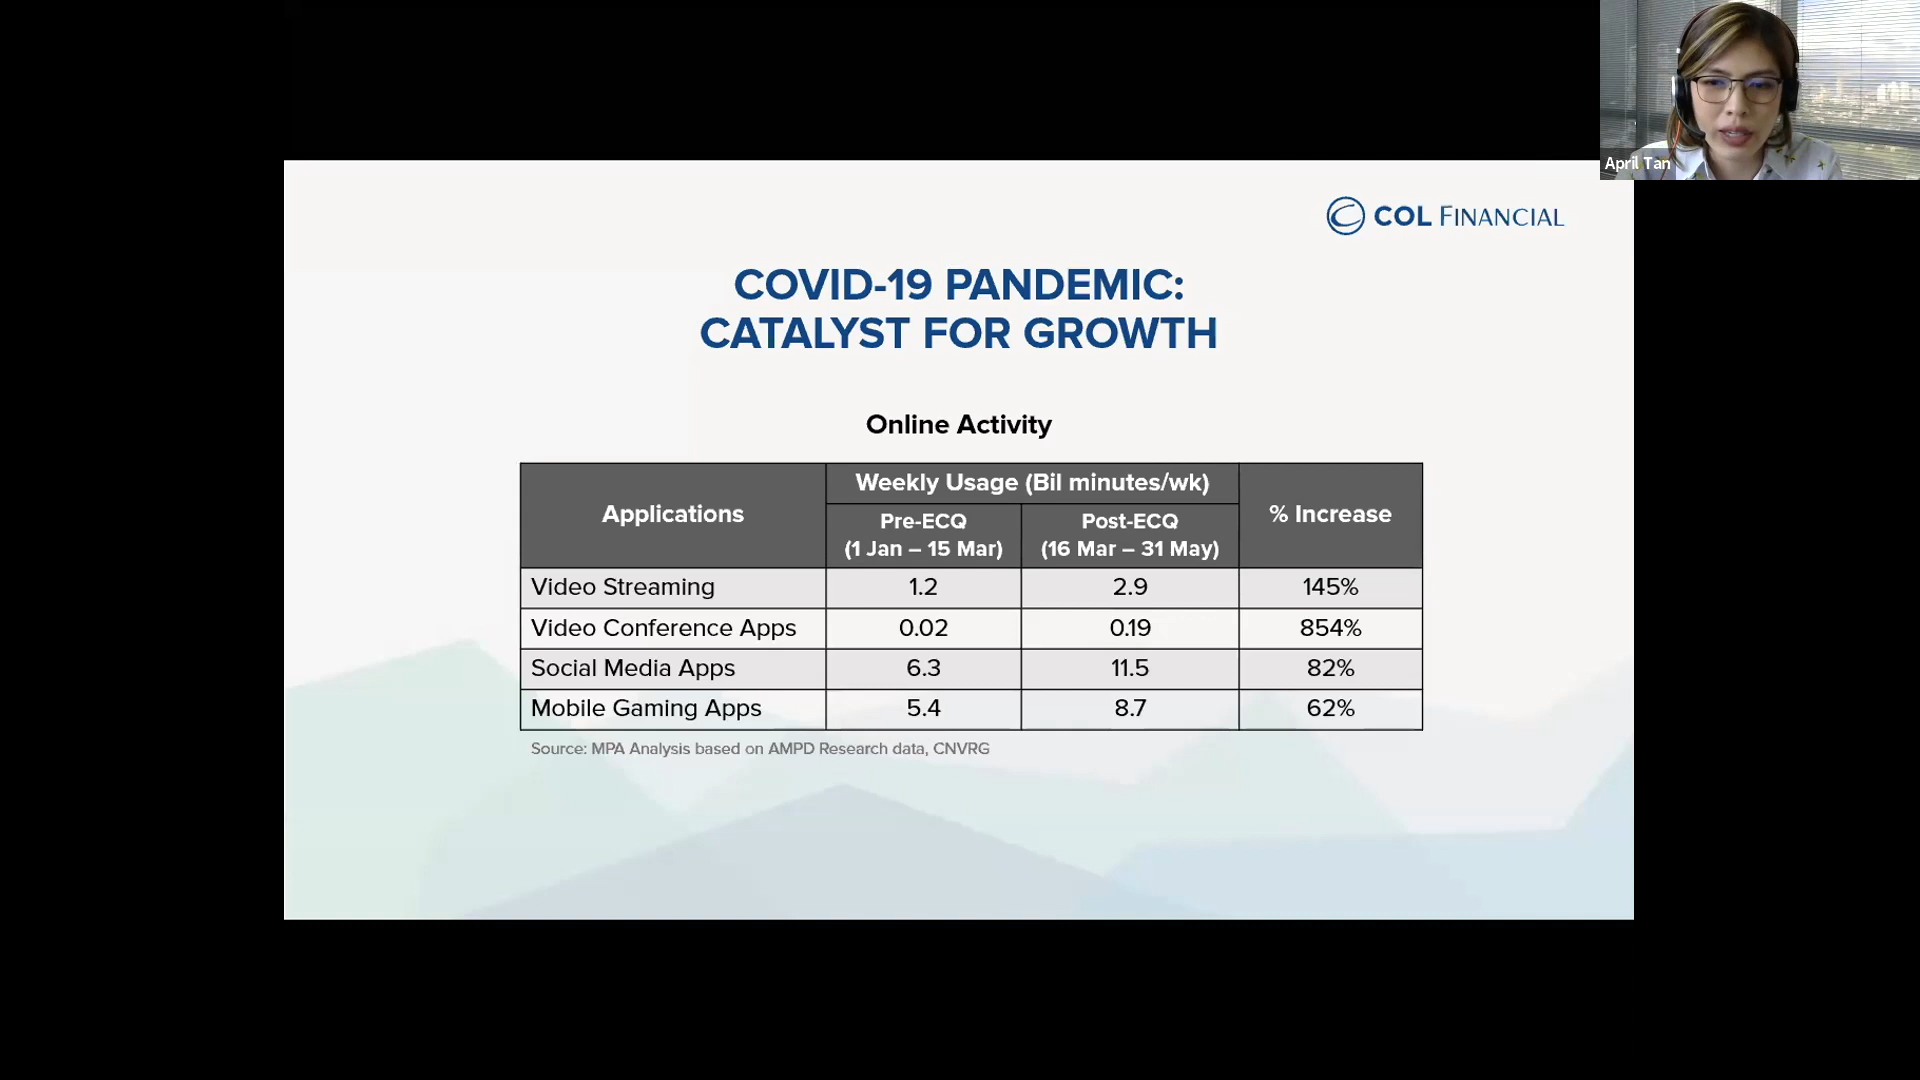 April Tan
COL FINANCIAL
COVID-19 PANDEMIC:
CATALYST FOR GROWTH
Online Activity
Applications
Weekly Usage (Bil minutes/wk)
% Increase
Pre-ECQ
(1 Jan – 15 Mar)
Post-ECQ
(16 Mar – 31 May)
Video Streaming 1.2 2.9 145%
Video Conference Apps 0.02 0.19 854%
Social Media Apps 6.3 11.5 82%
Mobile Gaming Apps 5.4 8.7 62%
Source: MPA Analysis based on AMPD Research data, CNVRG